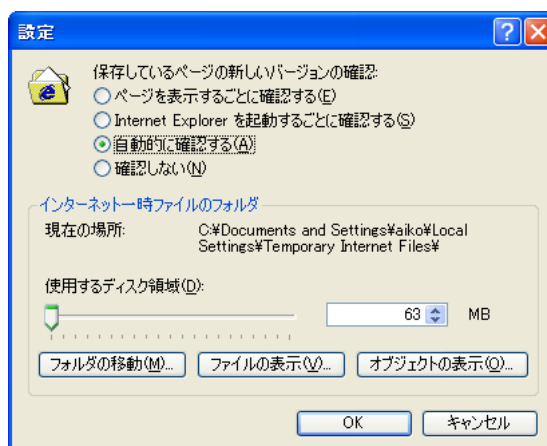 設定
保存しているページの新しいバージョンの確認:
ページを表示するごとに確認する(E)
Internet Explorer を起動するごとに確認する(S)
自動的に確認する(A)
確認しない(N)
インターネット一時ファイルのフォルダ
現在の場所: C:¥Documents and Settings¥aiko¥Local
Settings¥Temporary Internet Files¥
使用するディスク領域(D):
63 MB
フォルダの移動(M)... ファイルの表示(V)... オブジェクトの表示(O)...
OK キャンセル